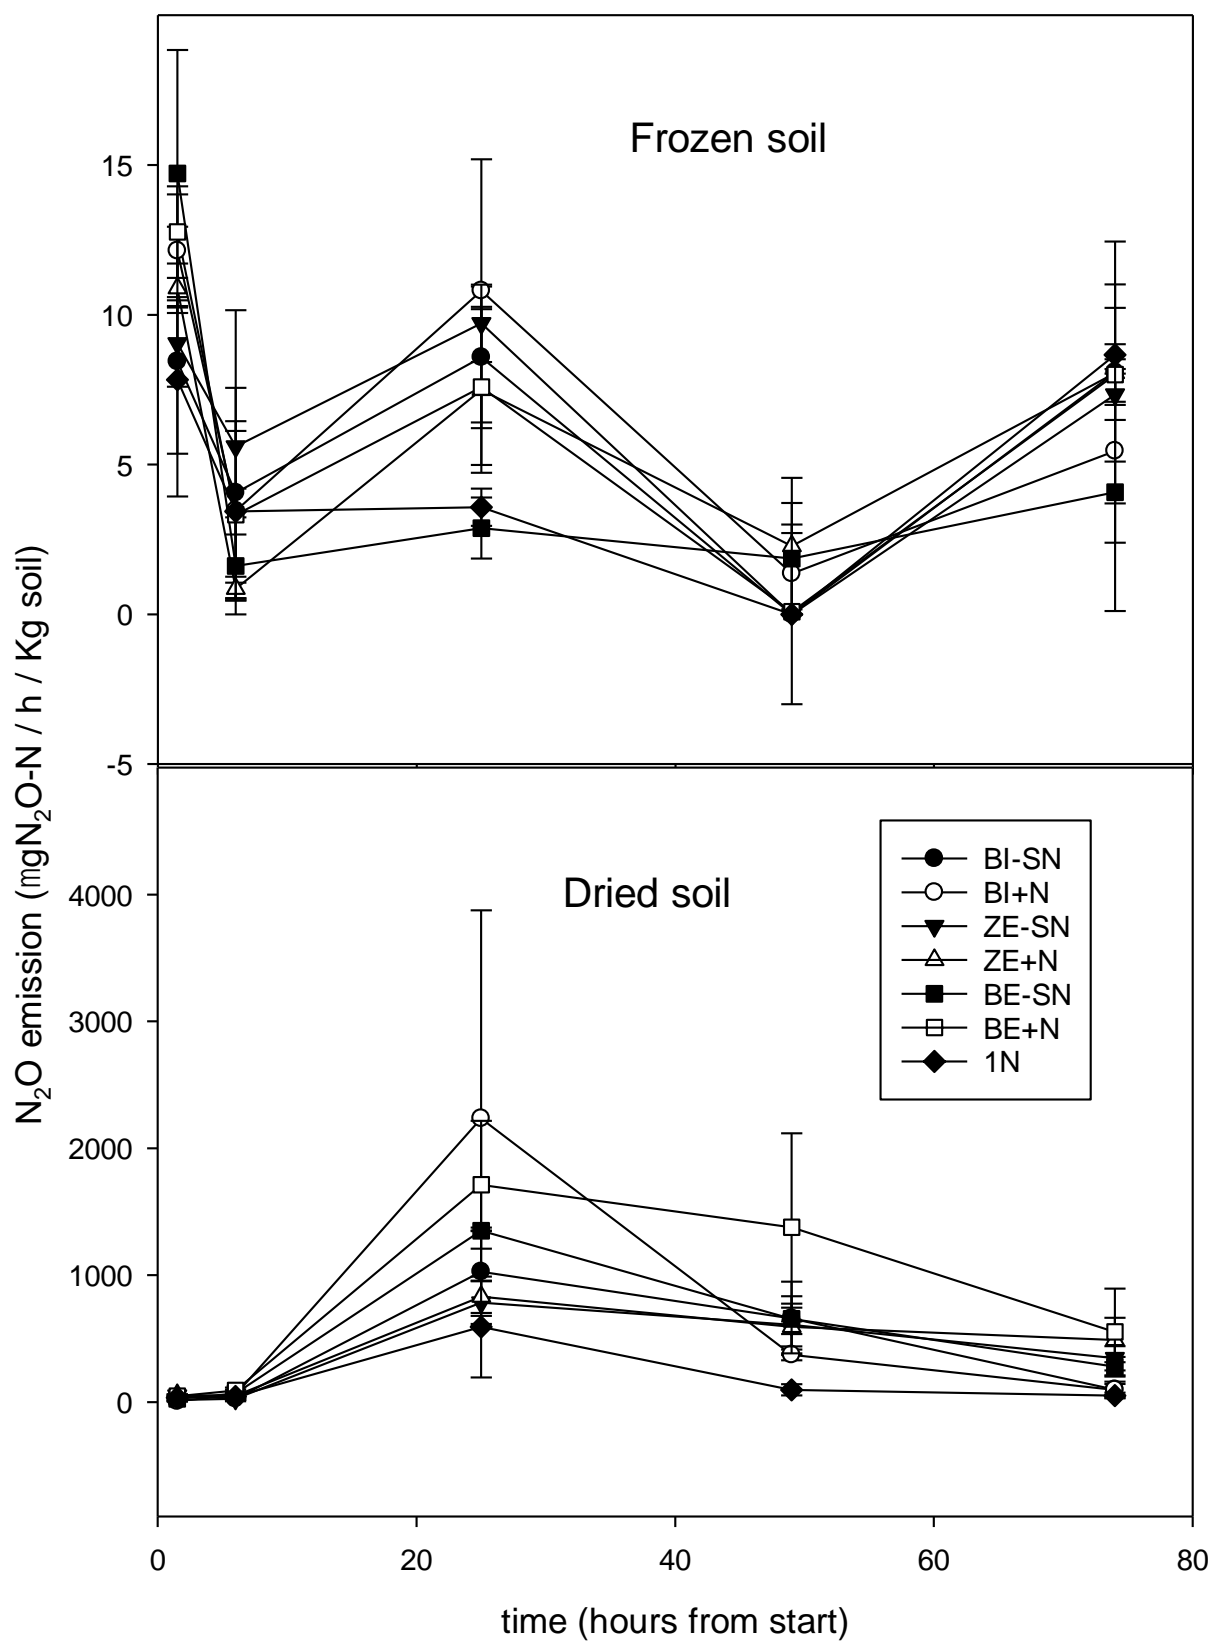 Frozen soil
15
10
5
0
-5
N₂O emission (mgN₂O-N / h / Kg soil)
Dried soil
BI-SN
BI+N
ZE-SN
ZE+N
BE-SN
BE+N
1N
4000
3000
2000
1000
0
0 20 40 60 80
time (hours from start)